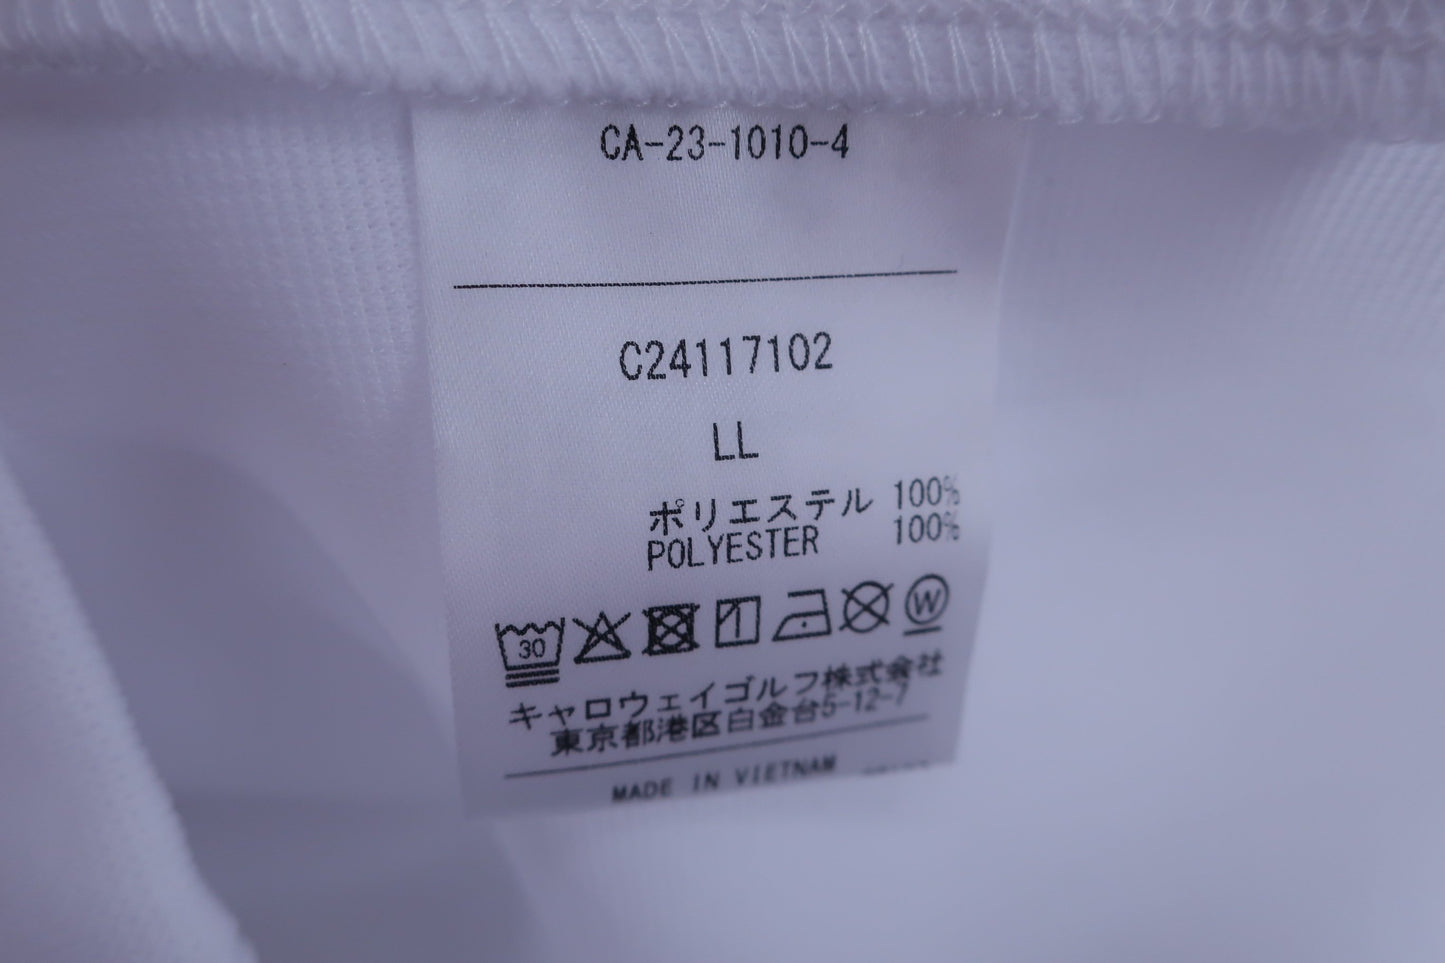 CA-23-1010-4
C24117102
LL
ポリエステル 100%
POLYESTER 100%
30 W
キャロウェイゴルフ株式会社
東京都港区白金台5-12-7
MADE IN VIETNAM